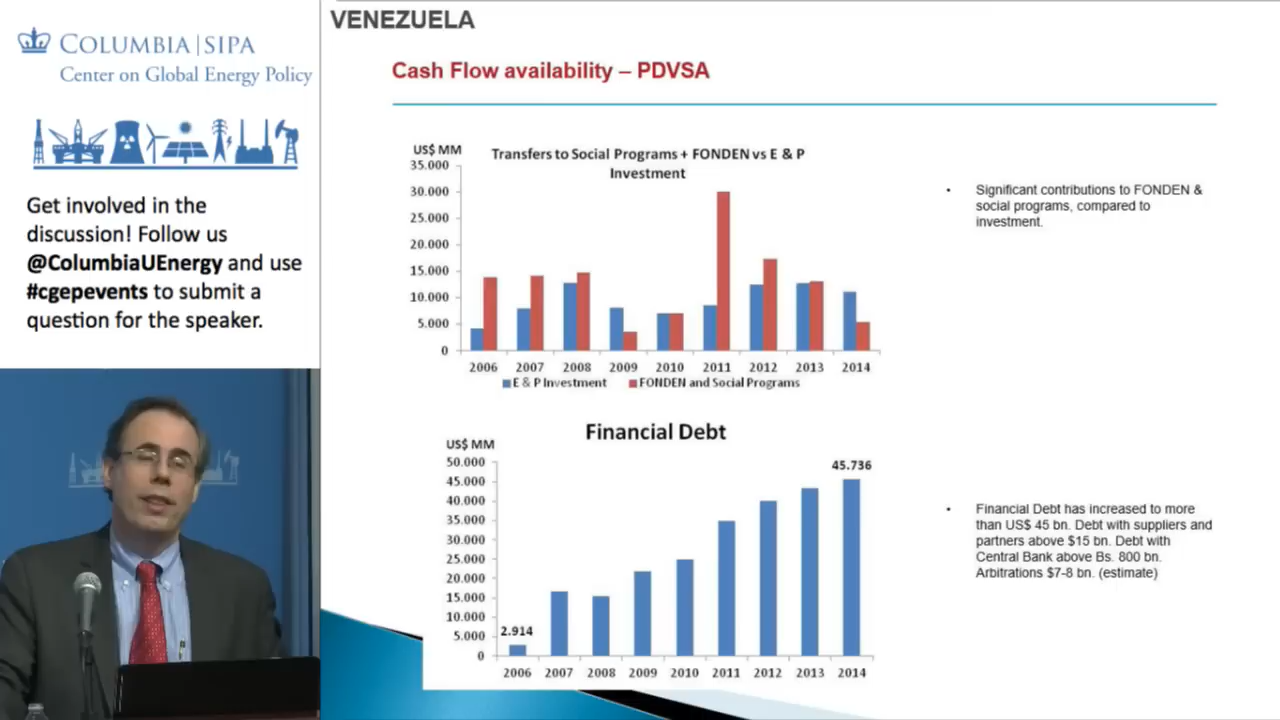 COLUMBIA | SIPA
Center on Global Energy Policy
Get involved in the
discussion! Follow us
@ColumbiaUEnergy and use
#cgepevents to submit a
question for the speaker.
VENEZUELA
Cash Flow availability – PDVSA
US$ MM
Transfers to Social Programs + FONDEN vs E & P
Investment
35.000
30.000
25.000
20.000
15.000
10.000
5.000
0
2006 2007 2008 2009 2010 2011 2012 2013 2014
E & P Investment FONDEN and Social Programs
• Significant contributions to FONDEN &
social programs, compared to
investment.
Financial Debt
US$ MM
50.000
45.000
40.000
35.000
30.000
25.000
20.000
15.000
10.000
5.000
0
2.914
45.736
2006 2007 2008 2009 2010 2011 2012 2013 2014
• Financial Debt has increased to more
than US$ 45 bn. Debt with suppliers and
partners above $15 bn. Debt with
Central Bank above Bs. 800 bn.
Arbitrations $7-8 bn. (estimate)